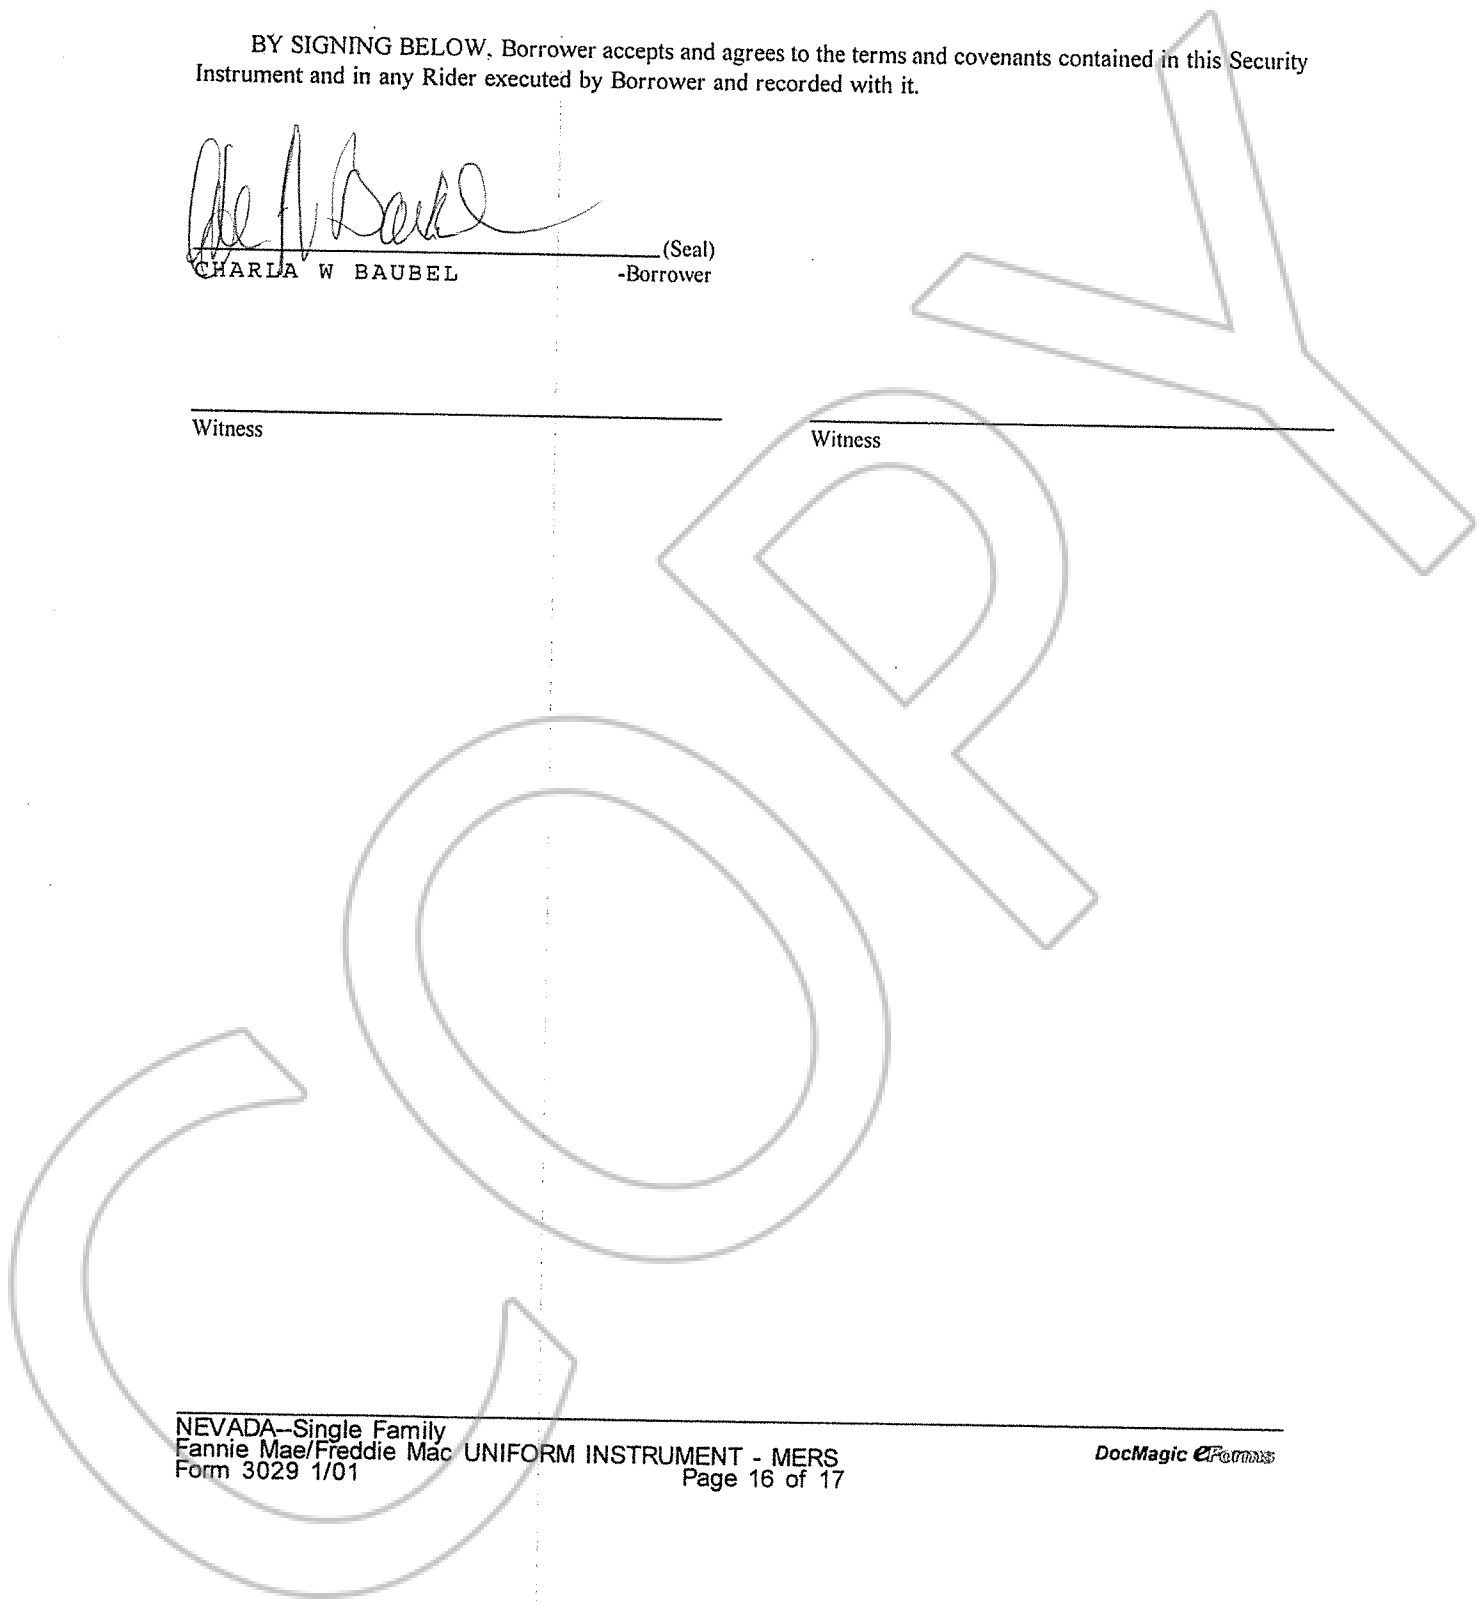 BY SIGNING BELOW, Borrower accepts and agrees to the terms and covenants contained in this Security
Instrument and in any Rider executed by Borrower and recorded with it.
(Seal)
CHARLA W BAUBEL -Borrower
Witness
Witness
COPY
NEVADA--Single Family
Fannie Mae/Freddie Mac UNIFORM INSTRUMENT - MERS
Form 3029 1/01
Page 16 of 17
DocMagic eForms